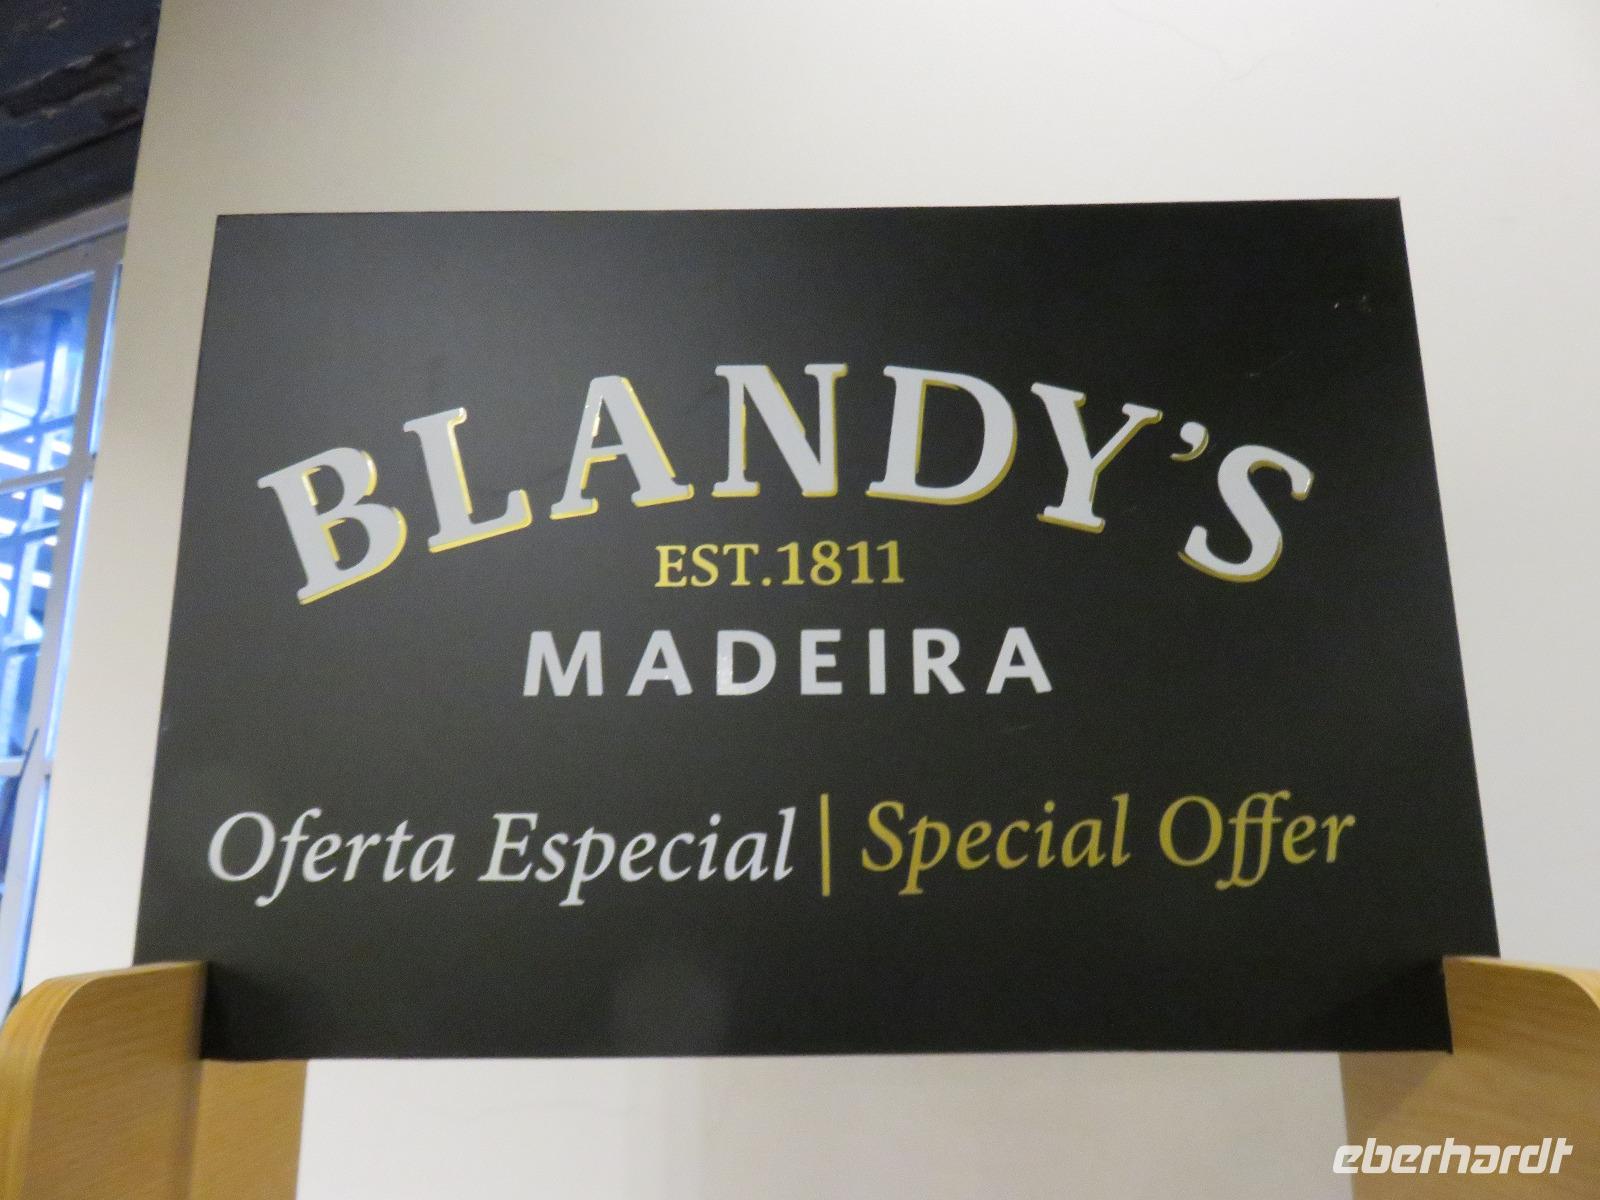 BLANDY'S
EST.1811
MADEIRA
Oferta Especial | Special Offer
eberhardt